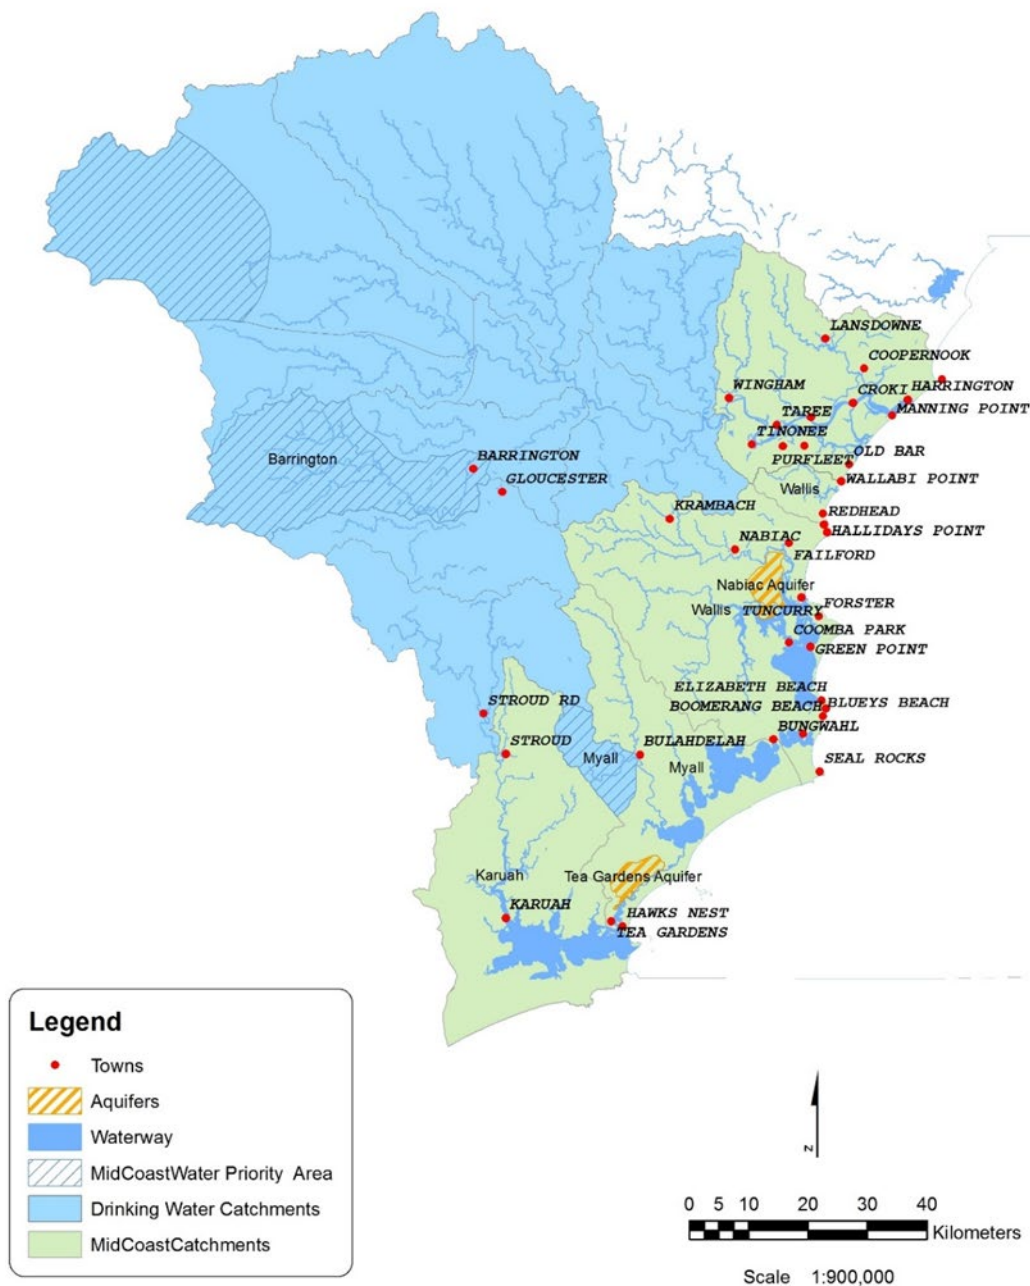 LANSDOWNE
COOPERNOOK
WINGHAM
CROKI
HARRINGTON
TAREE
MANNING POINT
TINONEE
OLD BAR
Barrington
BARRINGTON
PURFLEET
GLOUCESTER
Wallis
WALLABI POINT
KRAMBACH
REDHEAD
HALLIDAYS POINT
NABIAC
FAILFORD
Nabiac Aquifer
Wallis
TUNCURRY
FORSTER
COOMBA PARK
GREEN POINT
ELIZABETH BEACH
STROUD RD
BOOMERANG BEACH
BLUEYS BEACH
BUNGWAHL
STROUD
Myall
BULAHDELAH
Myall
SEAL ROCKS
Karuah
Tea Gardens Aquifer
KARUAH
HAWKS NEST
TEA GARDENS
Legend
Towns
Aquifers
Waterway
MidCoastWater Priority Area
Drinking Water Catchments
MidCoastCatchments
N
0 5 10 20 30 40
Kilometers
Scale 1:900,000